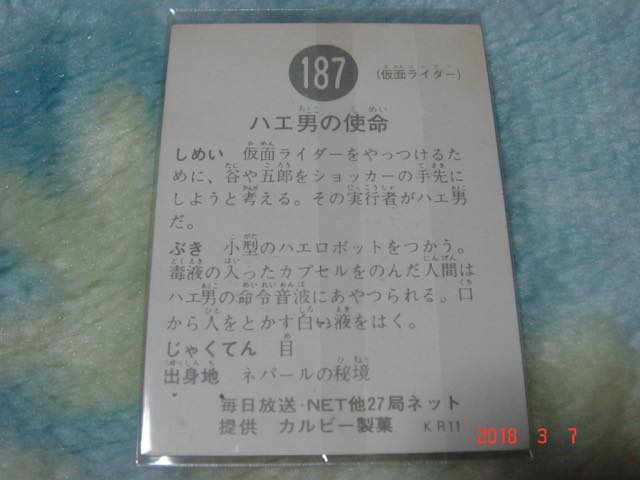 187
(仮面ライダー)
ハエ男の使命
しめい 仮面ライダーをやっつけるた
めに、谷や五郎をショッカーの手先に
しようと考える。その実行者がハエ男
だ。
ぶき 小型のハエロボットをつかう。
毒液の入ったカプセルをのんだ人間は
ハエ男の命令音波にあやつられる。口
から人をとかす白い液をはく。
じゃくてん 目
出身地 ネパールの秘境
毎日放送・NET他27局ネット
提供 カルビー製菓 KR11
2018 3 7